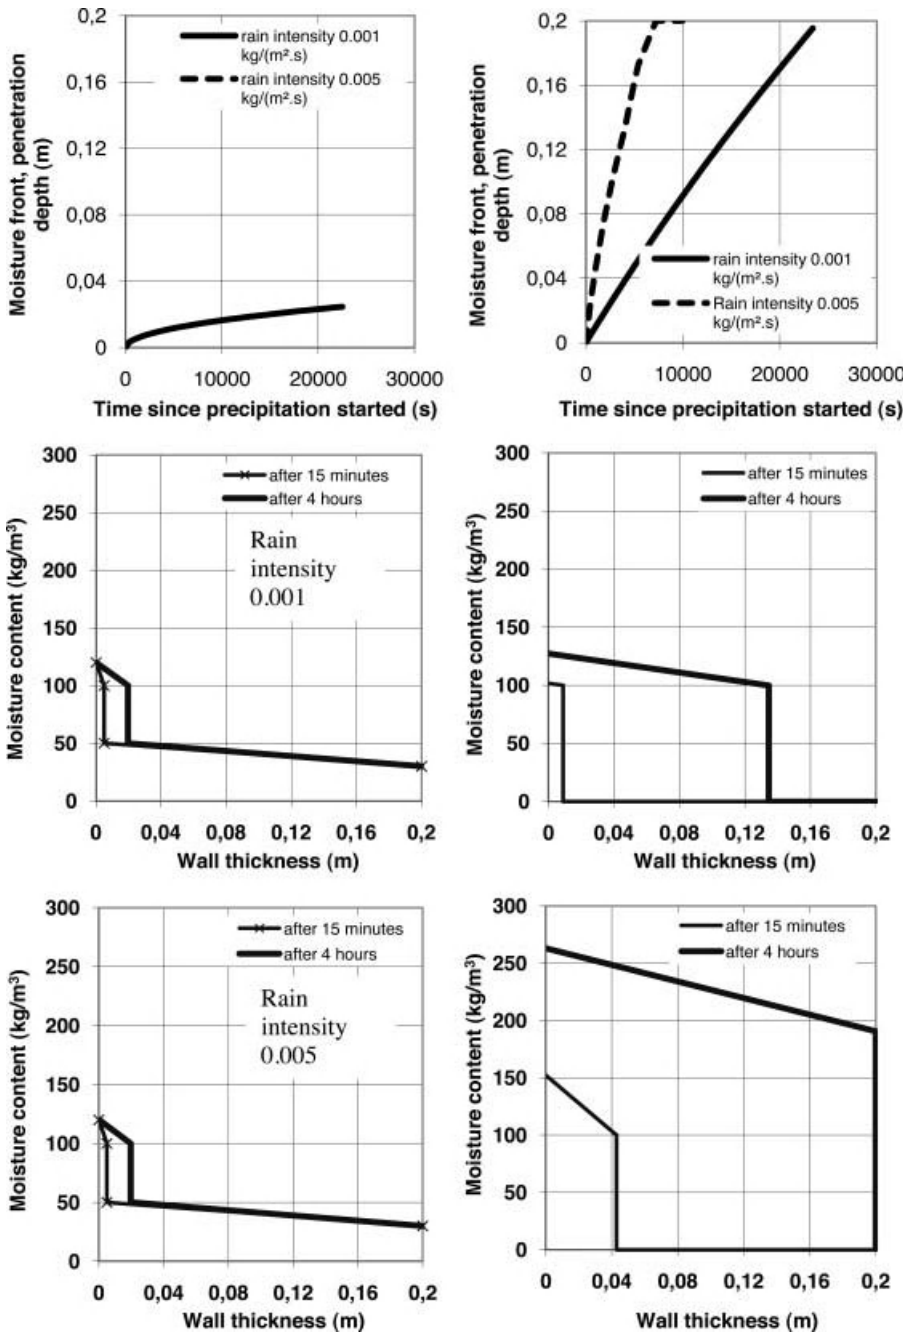 0,2
rain intensity 0.001
kg/(m².s)
rain intensity 0.005
kg/(m².s)
0,16
0,12
0,08
0,04
0
Moisture front, penetration
depth (m)
0
10000
20000
30000
Time since precipitation started (s)
0,2
0,16
0,12
0,08
0,04
0
Moisture front, penetration
depth (m)
rain intensity 0.001
kg/(m².s)
Rain intensity 0.005
kg/(m².s)
0
10000
20000
30000
Time since precipitation started (s)
300
250
200
150
100
50
0
Moisture content (kg/m³)
after 15 minutes
after 4 hours
Rain
intensity
0.001
0
0,04
0,08
0,12
0,16
0,2
Wall thickness (m)
300
250
200
150
100
50
0
Moisture content (kg/m³)
after 15 minutes
after 4 hours
0
0,04
0,08
0,12
0,16
0,2
Wall thickness (m)
300
250
200
150
100
50
0
Moisture content (kg/m³)
after 15 minutes
after 4 hours
Rain
intensity
0.005
0
0,04
0,08
0,12
0,16
0,2
Wall thickness (m)
300
250
200
150
100
50
0
Moisture content (kg/m³)
after 15 minutes
after 4 hours
0
0,04
0,08
0,12
0,16
0,2
Wall thickness (m)